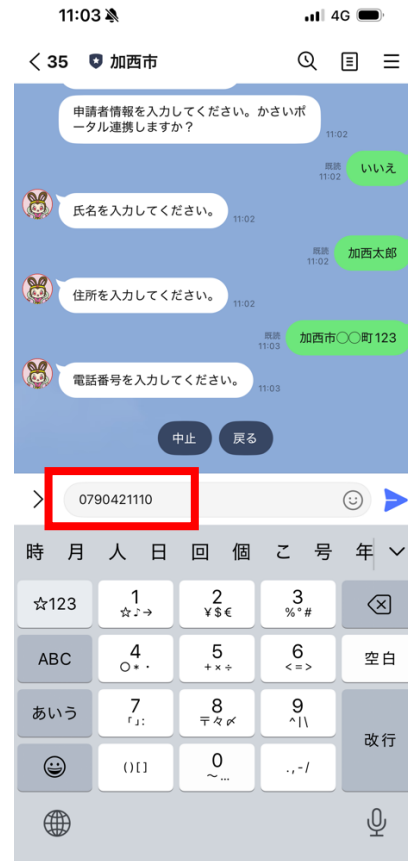 11:03
4G
35 加西市
申請者情報を入力してください。かさいポ
ータル連携しますか?
11:02
いいえ
既読
11:02
氏名を入力してください。
11:02
加西太郎
既読
11:02
住所を入力してください。
11:02
加西市〇〇町123
既読
11:03
電話番号を入力してください。
11:03
中止
戻る
0790421110
時 月 人 日 回 個 こ 号 年
☆123
1
☆♪→
2
¥$€
3
%°#
ABC
4
○*・
5
+×÷
6
<=>
空白
あいう
7
「」:
8
〒々〆
9
^|\
改行
()[]
0
~…
.,-/